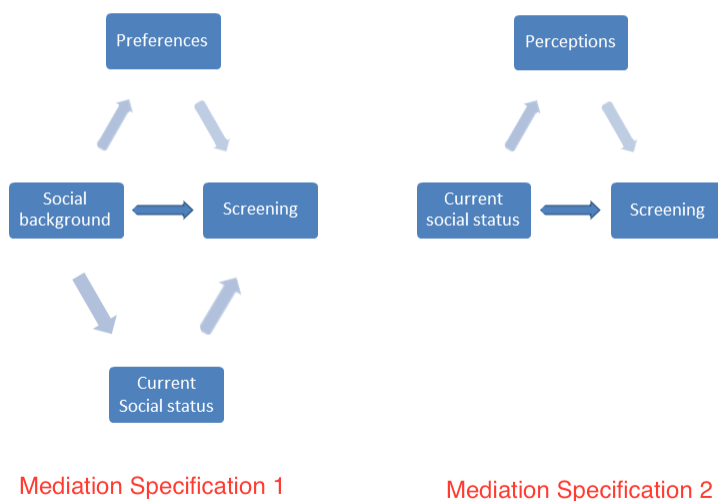 Preferences
Social
background
Screening
Current
Social status
Mediation Specification 1
Perceptions
Current
social status
Screening
Mediation Specification 2